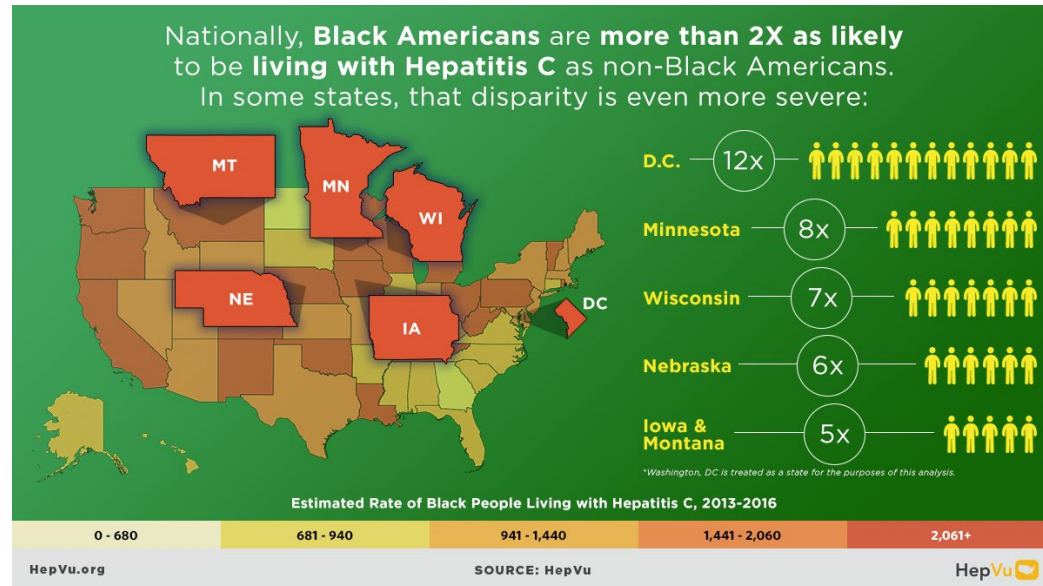 Nationally, Black Americans are more than 2X as likely
to be living with Hepatitis C as non-Black Americans.
In some states, that disparity is even more severe:
MT
MN
WI
NE
IA
DC
D.C. 12x
Minnesota 8x
Wisconsin 7x
Nebraska 6x
Iowa &
Montana 5x
*Washington, DC is treated as a state for the purposes of this analysis.
Estimated Rate of Black People Living with Hepatitis C, 2013-2016
0 - 680 681 - 940 941 - 1,440 1,441 - 2,060 2,061+
HepVu.org SOURCE: HepVu HepVu